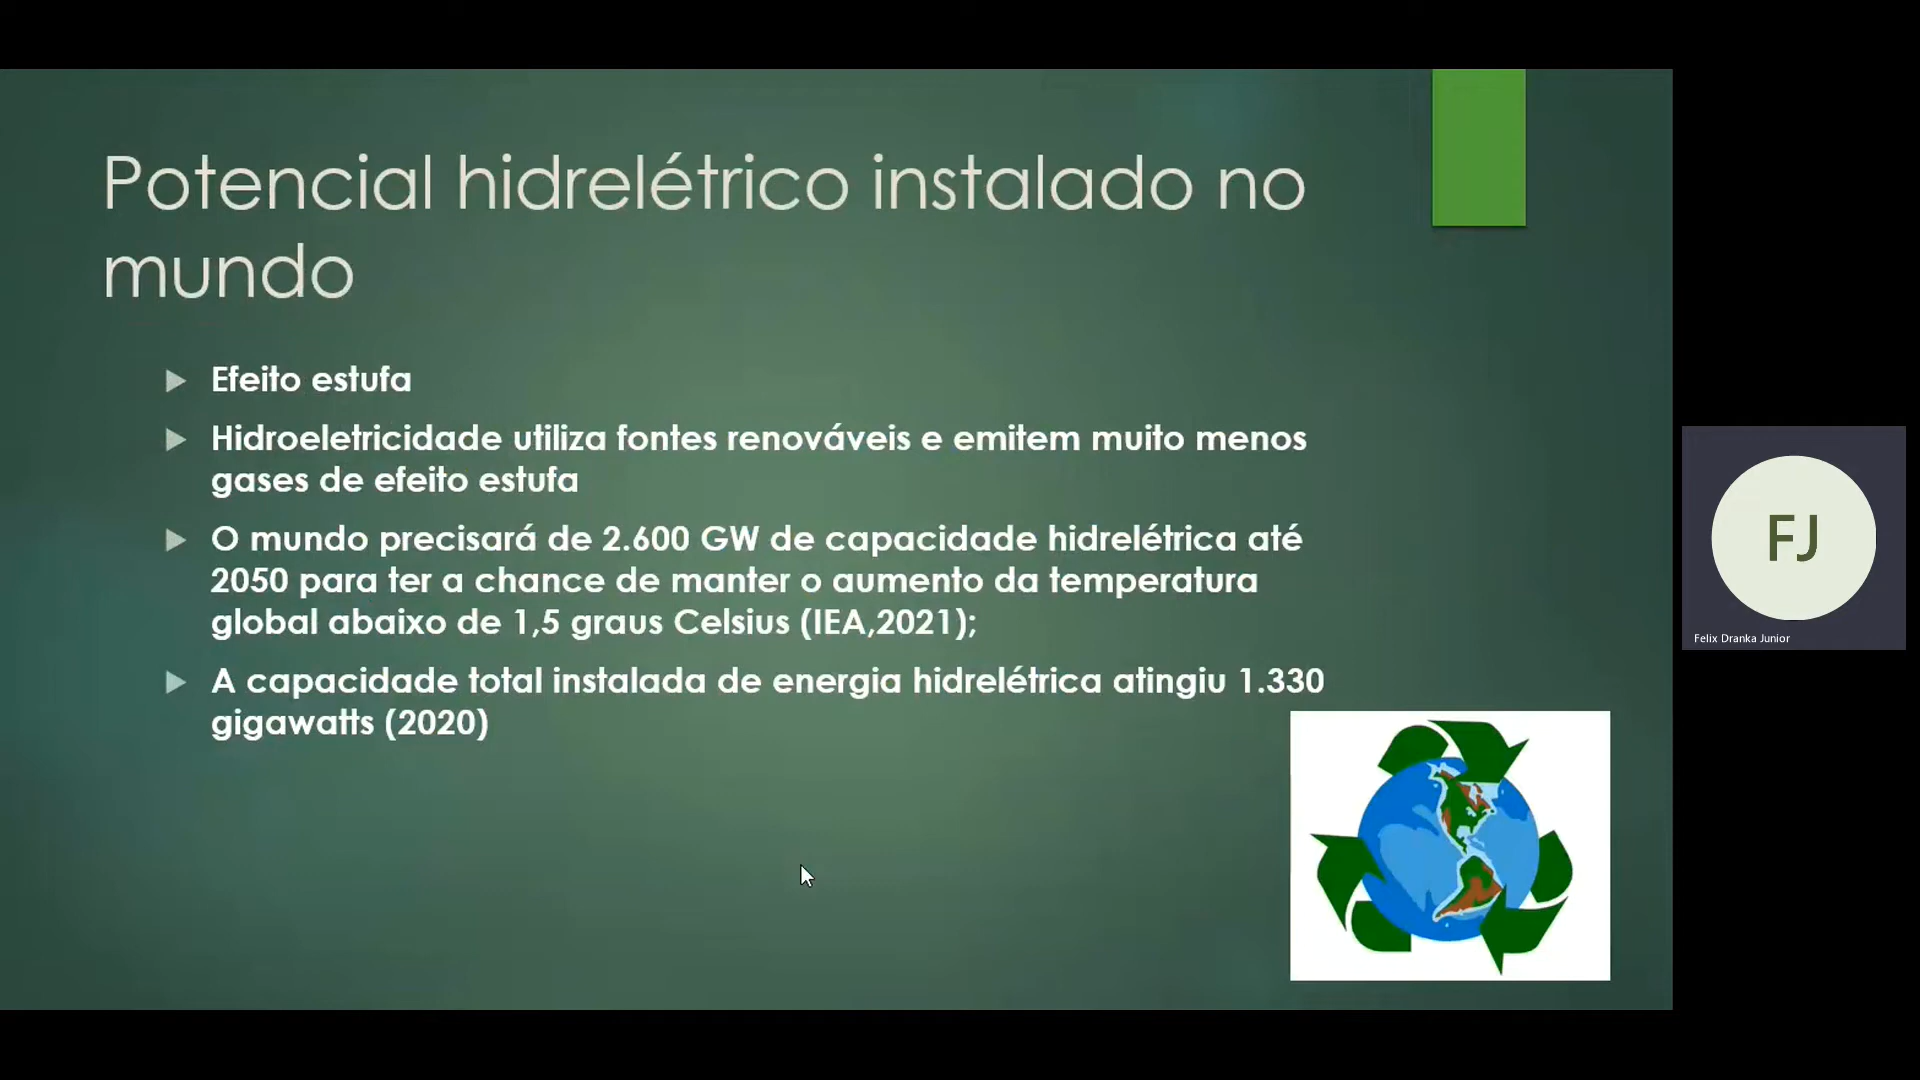 Potencial hidrelétrico instalado no
mundo
Efeito estufa
Hidroeletricidade utiliza fontes renováveis e emitem muito menos
gases de efeito estufa
O mundo precisará de 2.600 GW de capacidade hidrelétrica até
2050 para ter a chance de manter o aumento da temperatura
global abaixo de 1,5 graus Celsius (IEA,2021);
A capacidade total instalada de energia hidrelétrica atingiu 1.330
gigawatts (2020)
FJ
Felix Dranka Junior